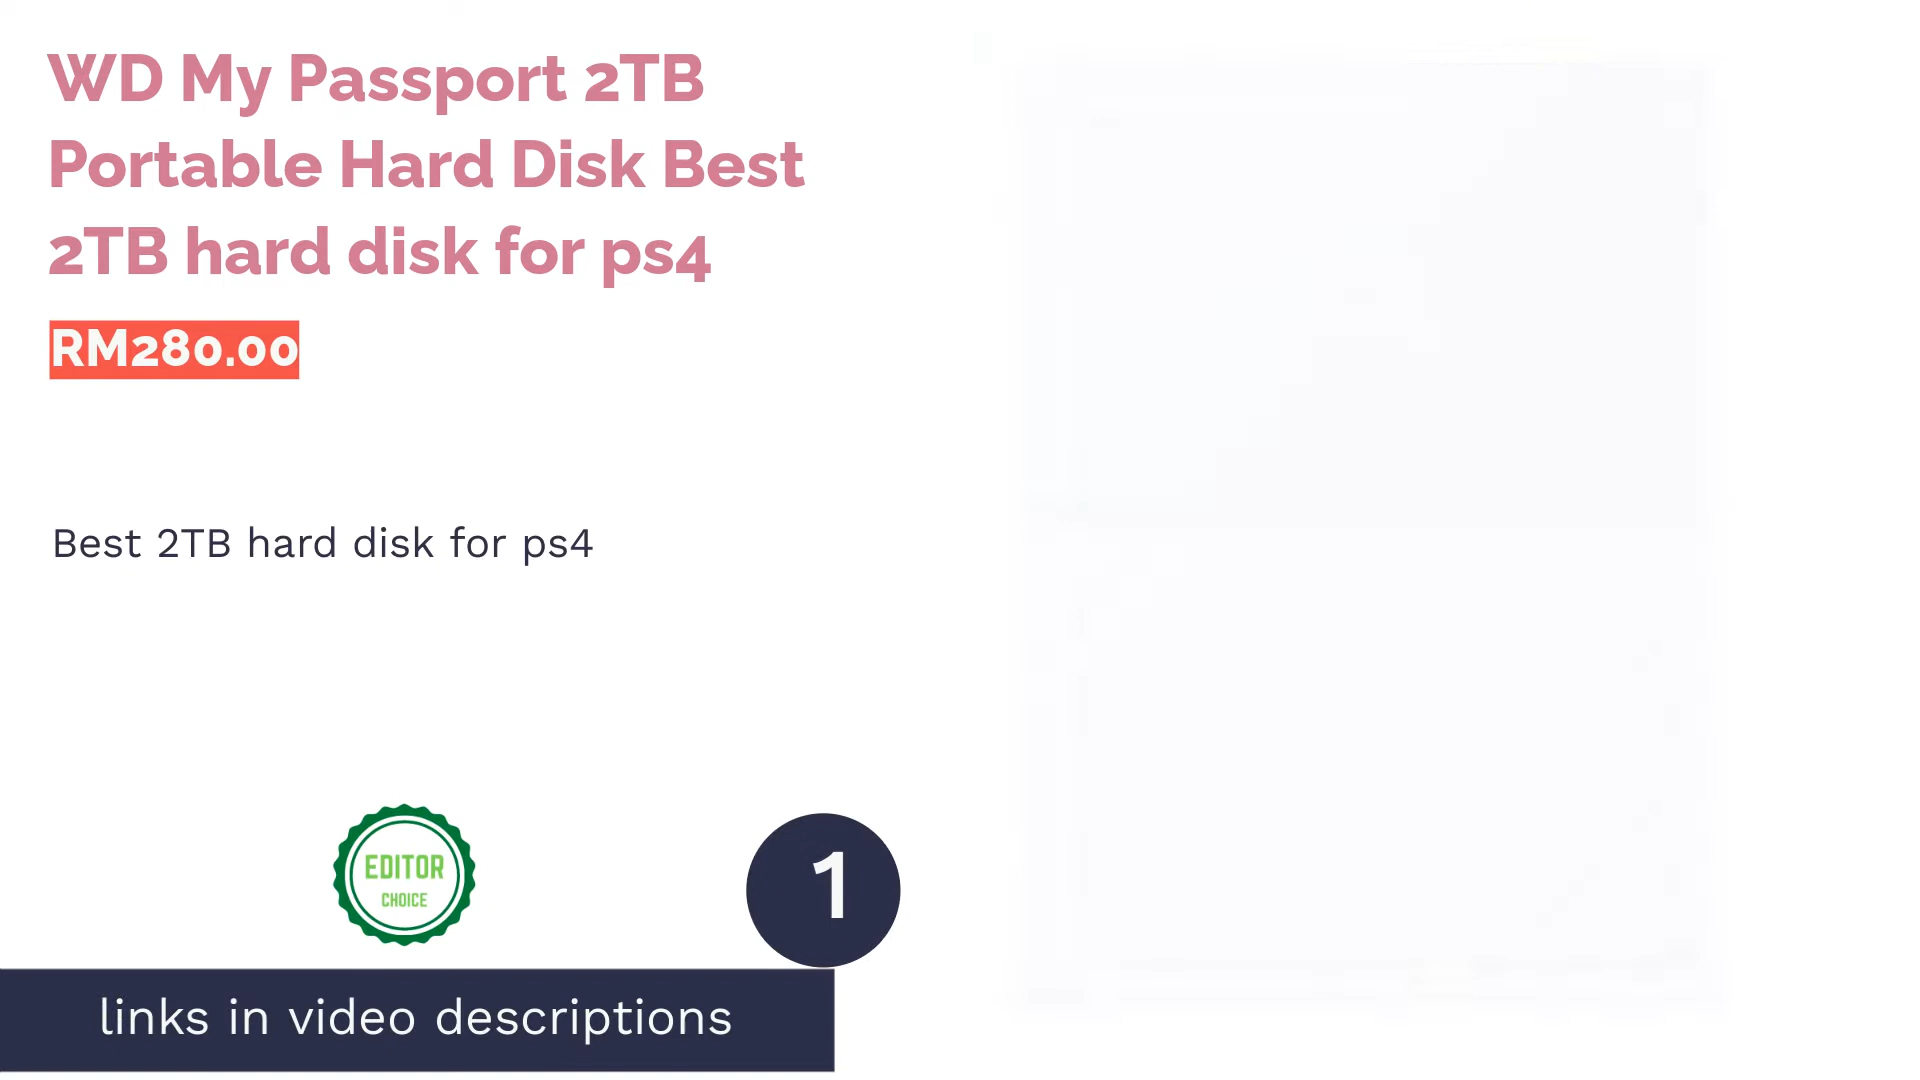 WD My Passport 2TB
Portable Hard Disk Best
2TB hard disk for ps4
RM280.00
Best 2TB hard disk for ps4
EDITOR
CHOICE
1
links in video descriptions